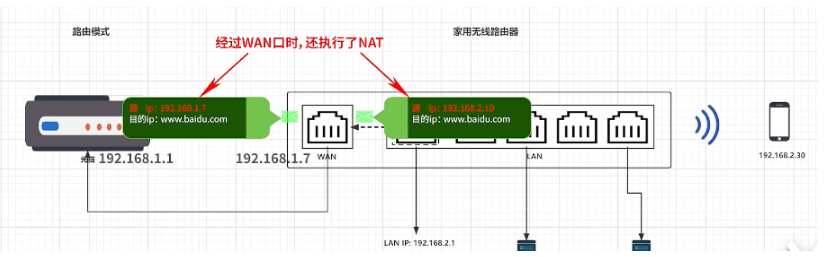 路由模式
家用无线路由器
经过WAN口时,还执行了NAT
源 ip: 192.168.1.7
目的ip: www.baidu.com
源 ip: 192.168.2.10
目的ip: www.baidu.com
192.168.1.1
192.168.1.7
WAN
LAN
192.168.2.30
LAN IP: 192.168.2.1